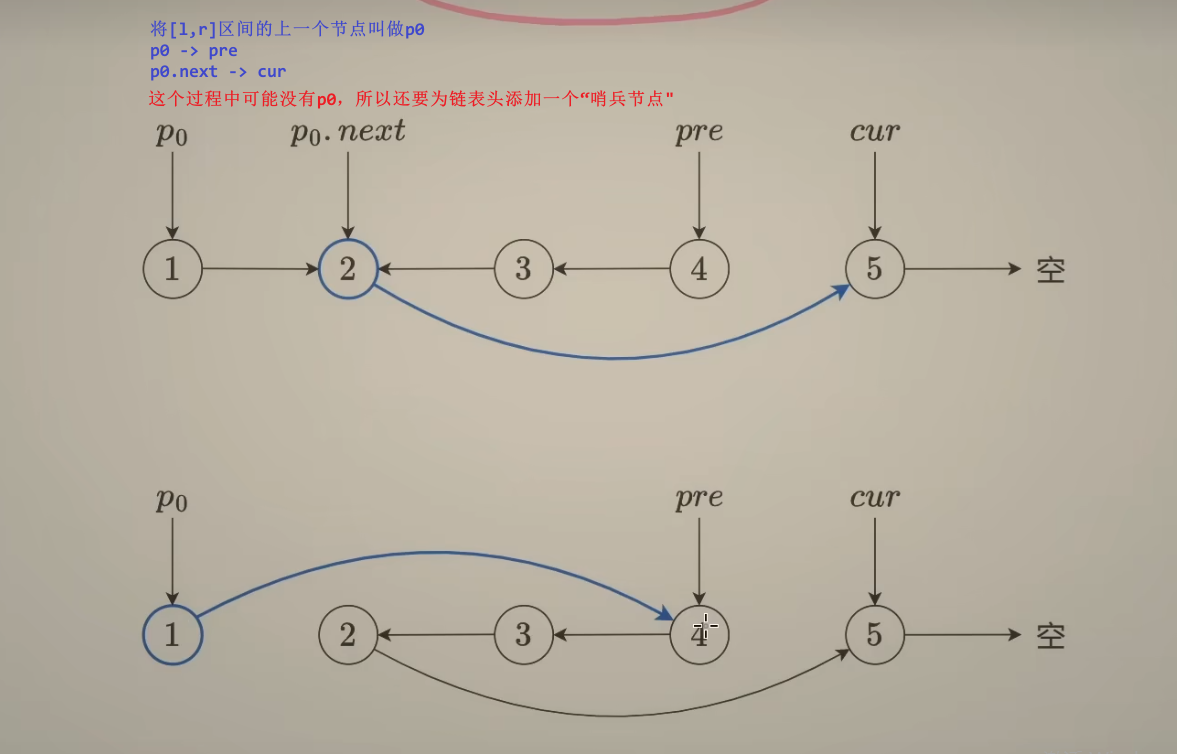 将[l,r]区间的上一个节点叫做p0
p0 -> pre
p0.next -> cur
这个过程中可能没有p0，所以还要为链表头添加一个“哨兵节点"
p0 p0.next pre cur
1 2 3 4 5 空
p0 pre cur
1 2 3 4 5 空